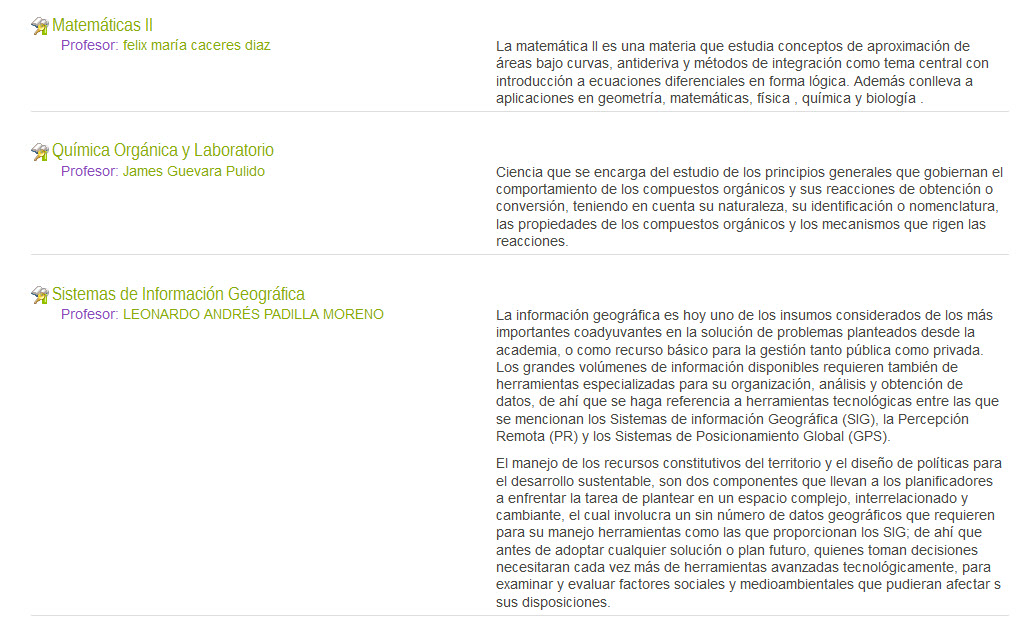 Matemáticas II
Profesor: felix maría caceres diaz
La matemática II es una materia que estudia conceptos de aproximación de
áreas bajo curvas, antideriva y métodos de integración como tema central con
introducción a ecuaciones diferenciales en forma lógica. Además conlleva a
aplicaciones en geometría, matemáticas, física , química y biología .
Química Orgánica y Laboratorio
Profesor: James Guevara Pulido
Ciencia que se encarga del estudio de los principios generales que gobiernan el
comportamiento de los compuestos orgánicos y sus reacciones de obtención o
conversión, teniendo en cuenta su naturaleza, su identificación o nomenclatura,
las propiedades de los compuestos orgánicos y los mecanismos que rigen las
reacciones.
Sistemas de Información Geográfica
Profesor: LEONARDO ANDRÉS PADILLA MORENO
La información geográfica es hoy uno de los insumos considerados de los más
importantes coadyuvantes en la solución de problemas planteados desde la
academia, o como recurso básico para la gestión tanto pública como privada.
Los grandes volúmenes de información disponibles requieren también de
herramientas especializadas para su organización, análisis y obtención de
datos, de ahí que se haga referencia a herramientas tecnológicas entre las que
se mencionan los Sistemas de información Geográfica (SIG), la Percepción
Remota (PR) y los Sistemas de Posicionamiento Global (GPS).
El manejo de los recursos constitutivos del territorio y el diseño de políticas para
el desarrollo sustentable, son dos componentes que llevan a los planificadores
a enfrentar la tarea de plantear en un espacio complejo, interrelacionado y
cambiante, el cual involucra un sin número de datos geográficos que requieren
para su manejo herramientas como las que proporcionan los SIG; de ahí que
antes de adoptar cualquier solución o plan futuro, quienes toman decisiones
necesitaran cada vez más de herramientas avanzadas tecnológicamente, para
examinar y evaluar factores sociales y medioambientales que pudieran afectar s
sus disposiciones.